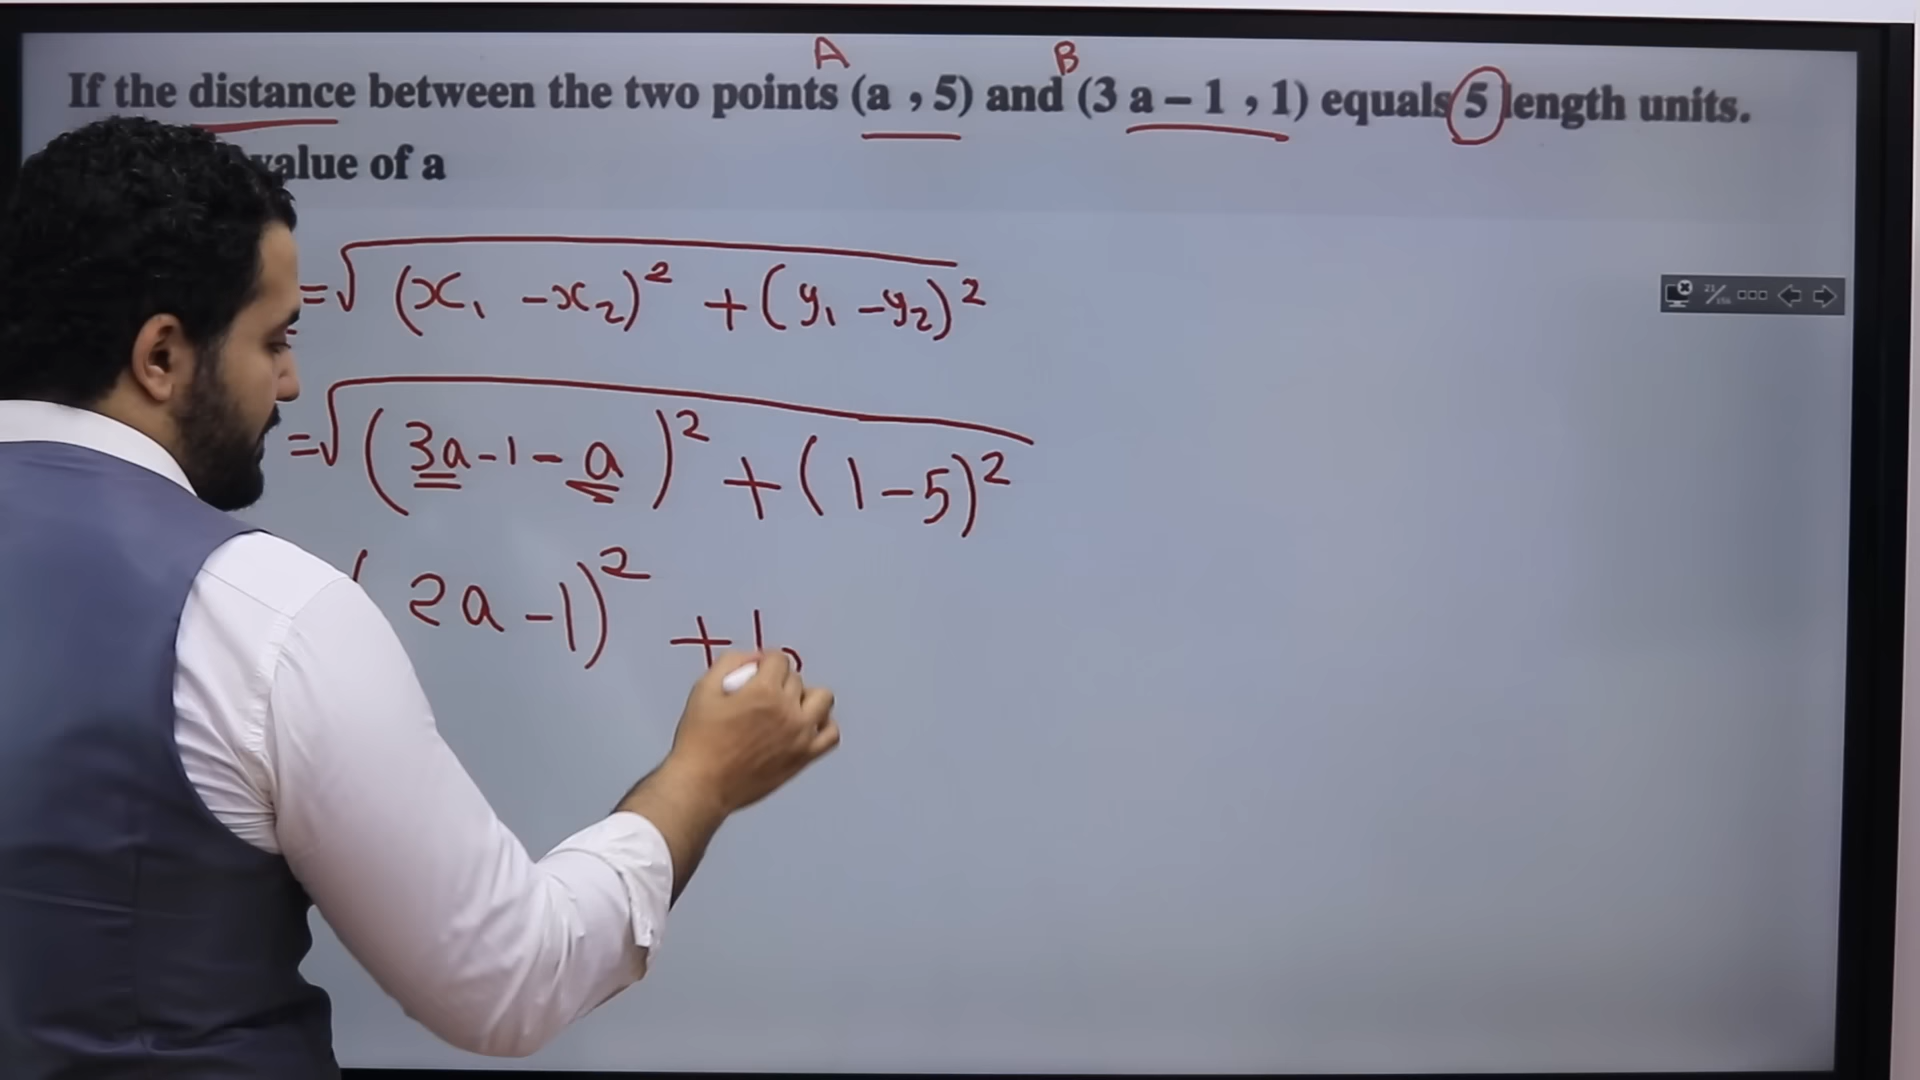 A B
If the distance between the two points (a , 5) and (3 a – 1 , 1) equals 5 length units.
value of a
=√(x₁ -x₂)² + (y₁ -y₂)²
=√(3a-1-a)² + (1-5)²
(2a-1)² +